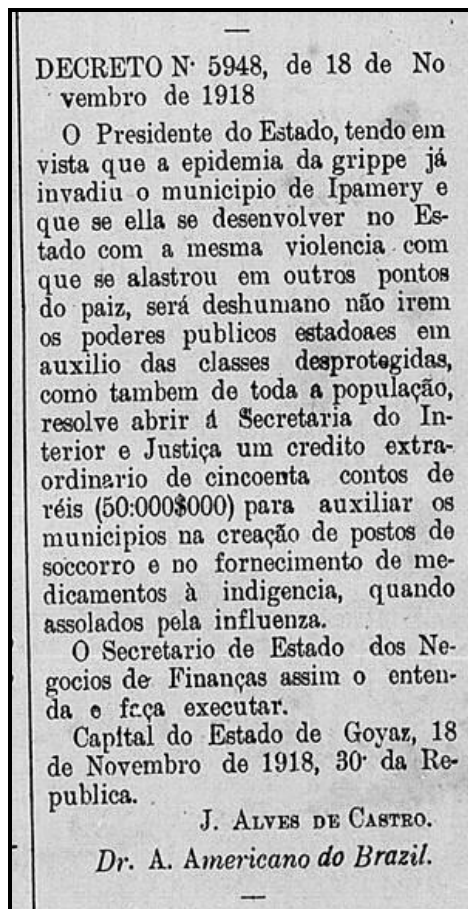 DECRETO N· 5948, de 18 de No
vembro de 1918
O Presidente do Estado, tendo em
vista que a epidemia da grippe já
invadiu o municipio de Ipamery e
que se ella se desenvolver no Es-
tado com a mesma violencia com
que se alastrou em outros pontos
do paiz, será deshumano não irem
os poderes publicos estadoaes em
auxilio das classes desprotegidas,
como tambem de toda a população,
resolve abrir á Secretaria do In-
terior e Justiça um credito extra-
ordinario de cincoenta contos de
réis (50:000$000) para auxiliar os
municipios na creação de postos de
soccorro e no fornecimento de me-
dicamentos à indigencia, quando
assolados pela influenza.
O Secretario de Estado dos Ne-
gocios de Finanças assim o enten-
da e faça executar.
Capital do Estado de Goyaz, 18
de Novembro de 1918, 30· da Re-
publica.
J. ALVES DE CASTRO.
Dr. A. Americano do Brazil.